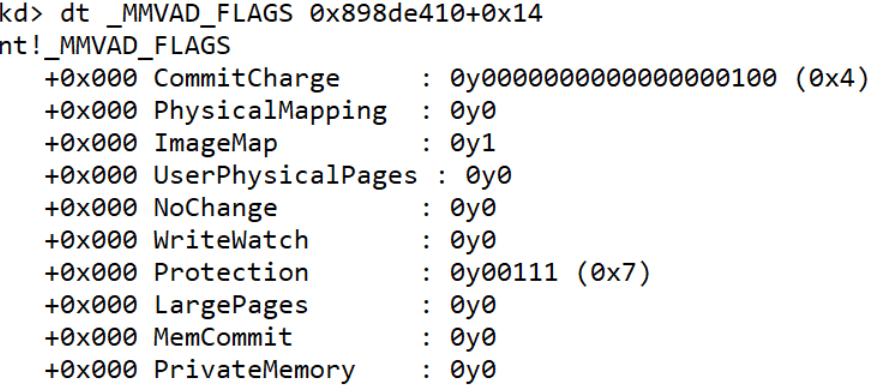 kd> dt _MMVAD_FLAGS 0x898de410+0x14
nt!_MMVAD_FLAGS
+0x000 CommitCharge : 0y0000000000000000100 (0x4)
+0x000 PhysicalMapping : 0y0
+0x000 ImageMap : 0y1
+0x000 UserPhysicalPages : 0y0
+0x000 NoChange : 0y0
+0x000 WriteWatch : 0y0
+0x000 Protection : 0y00111 (0x7)
+0x000 LargePages : 0y0
+0x000 MemCommit : 0y0
+0x000 PrivateMemory : 0y0